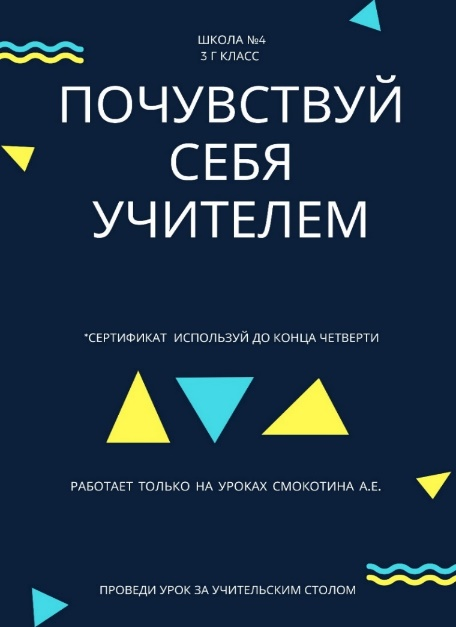 ШКОЛА №4
3 Г КЛАСС
ПОЧУВСТВУЙ
СЕБЯ
УЧИТЕЛЕМ
*СЕРТИФИКАТ ИСПОЛЬЗУЙ ДО КОНЦА ЧЕТВЕРТИ
РАБОТАЕТ ТОЛЬКО НА УРОКАХ СМОКОТИНА А.Е.
ПРОВЕДИ УРОК ЗА УЧИТЕЛЬСКИМ СТОЛОМ